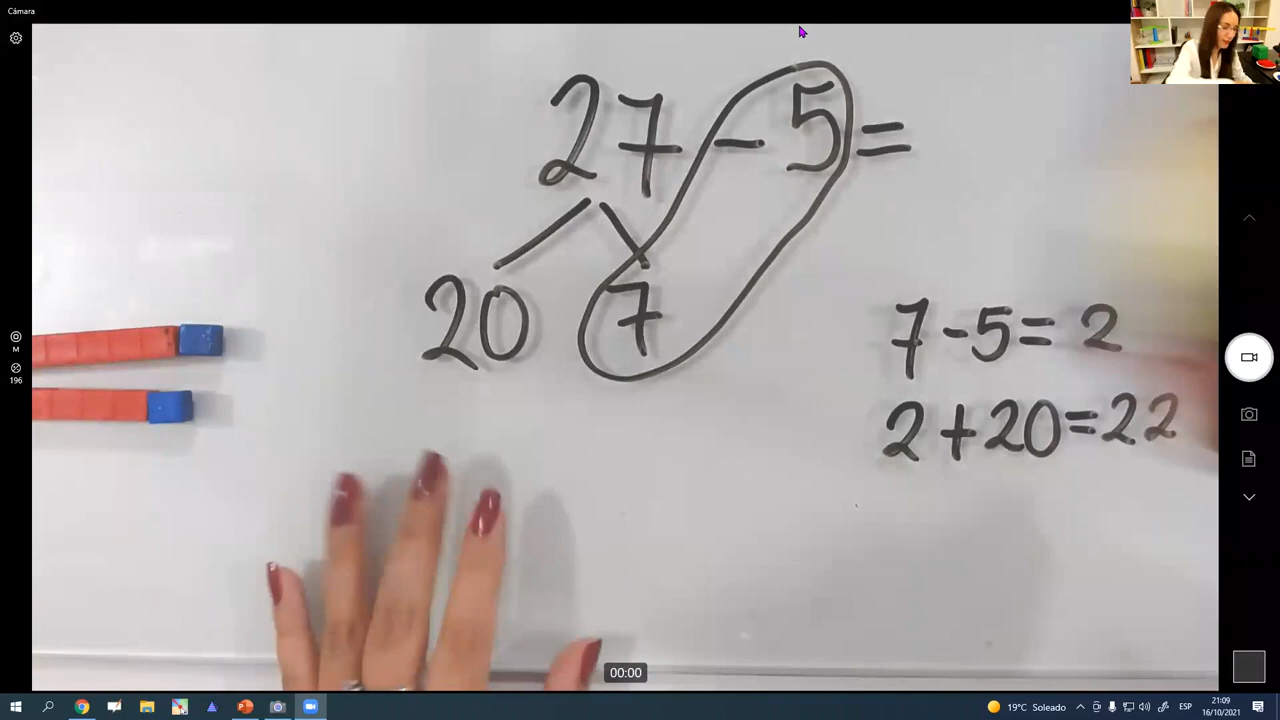 Cámara
27 - 5 =
20 7
7-5=2
2+20=22
M
196
00:00
19°C Soleado
ESP
21:09
16/10/2021